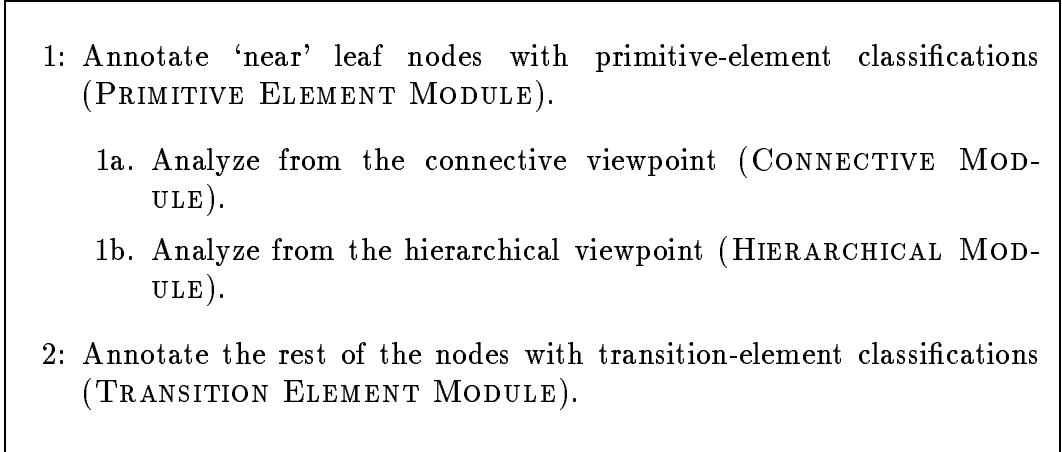 1: Annotate ‘near’ leaf nodes with primitive-element classifications
(PRIMITIVE ELEMENT MODULE).
1a. Analyze from the connective viewpoint (CONNECTIVE MOD-
ULE).
1b. Analyze from the hierarchical viewpoint (HIERARCHICAL MOD-
ULE).
2: Annotate the rest of the nodes with transition-element classifications
(TRANSITION ELEMENT MODULE).